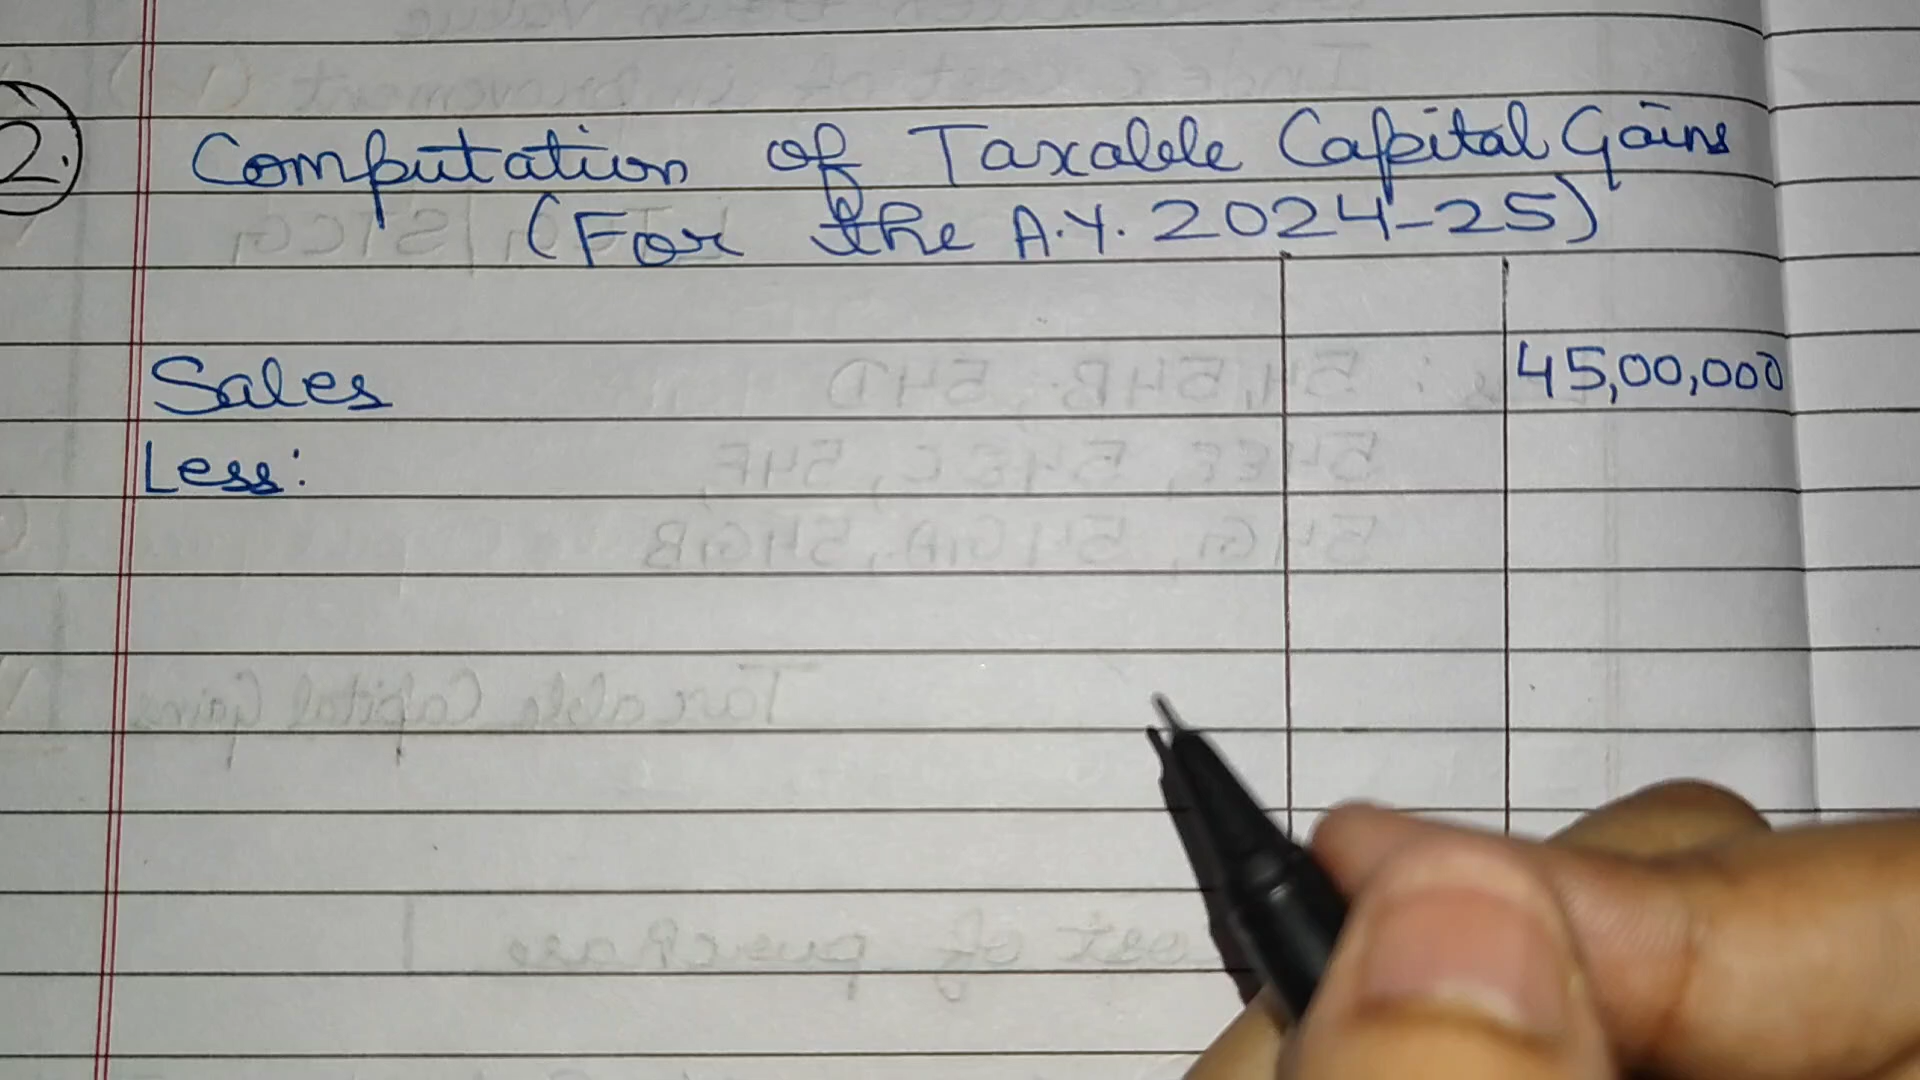 2.
Computation of Taxable Capital Gains
(For the A.Y. 2024-25)
Sales 45,00,000
Less: